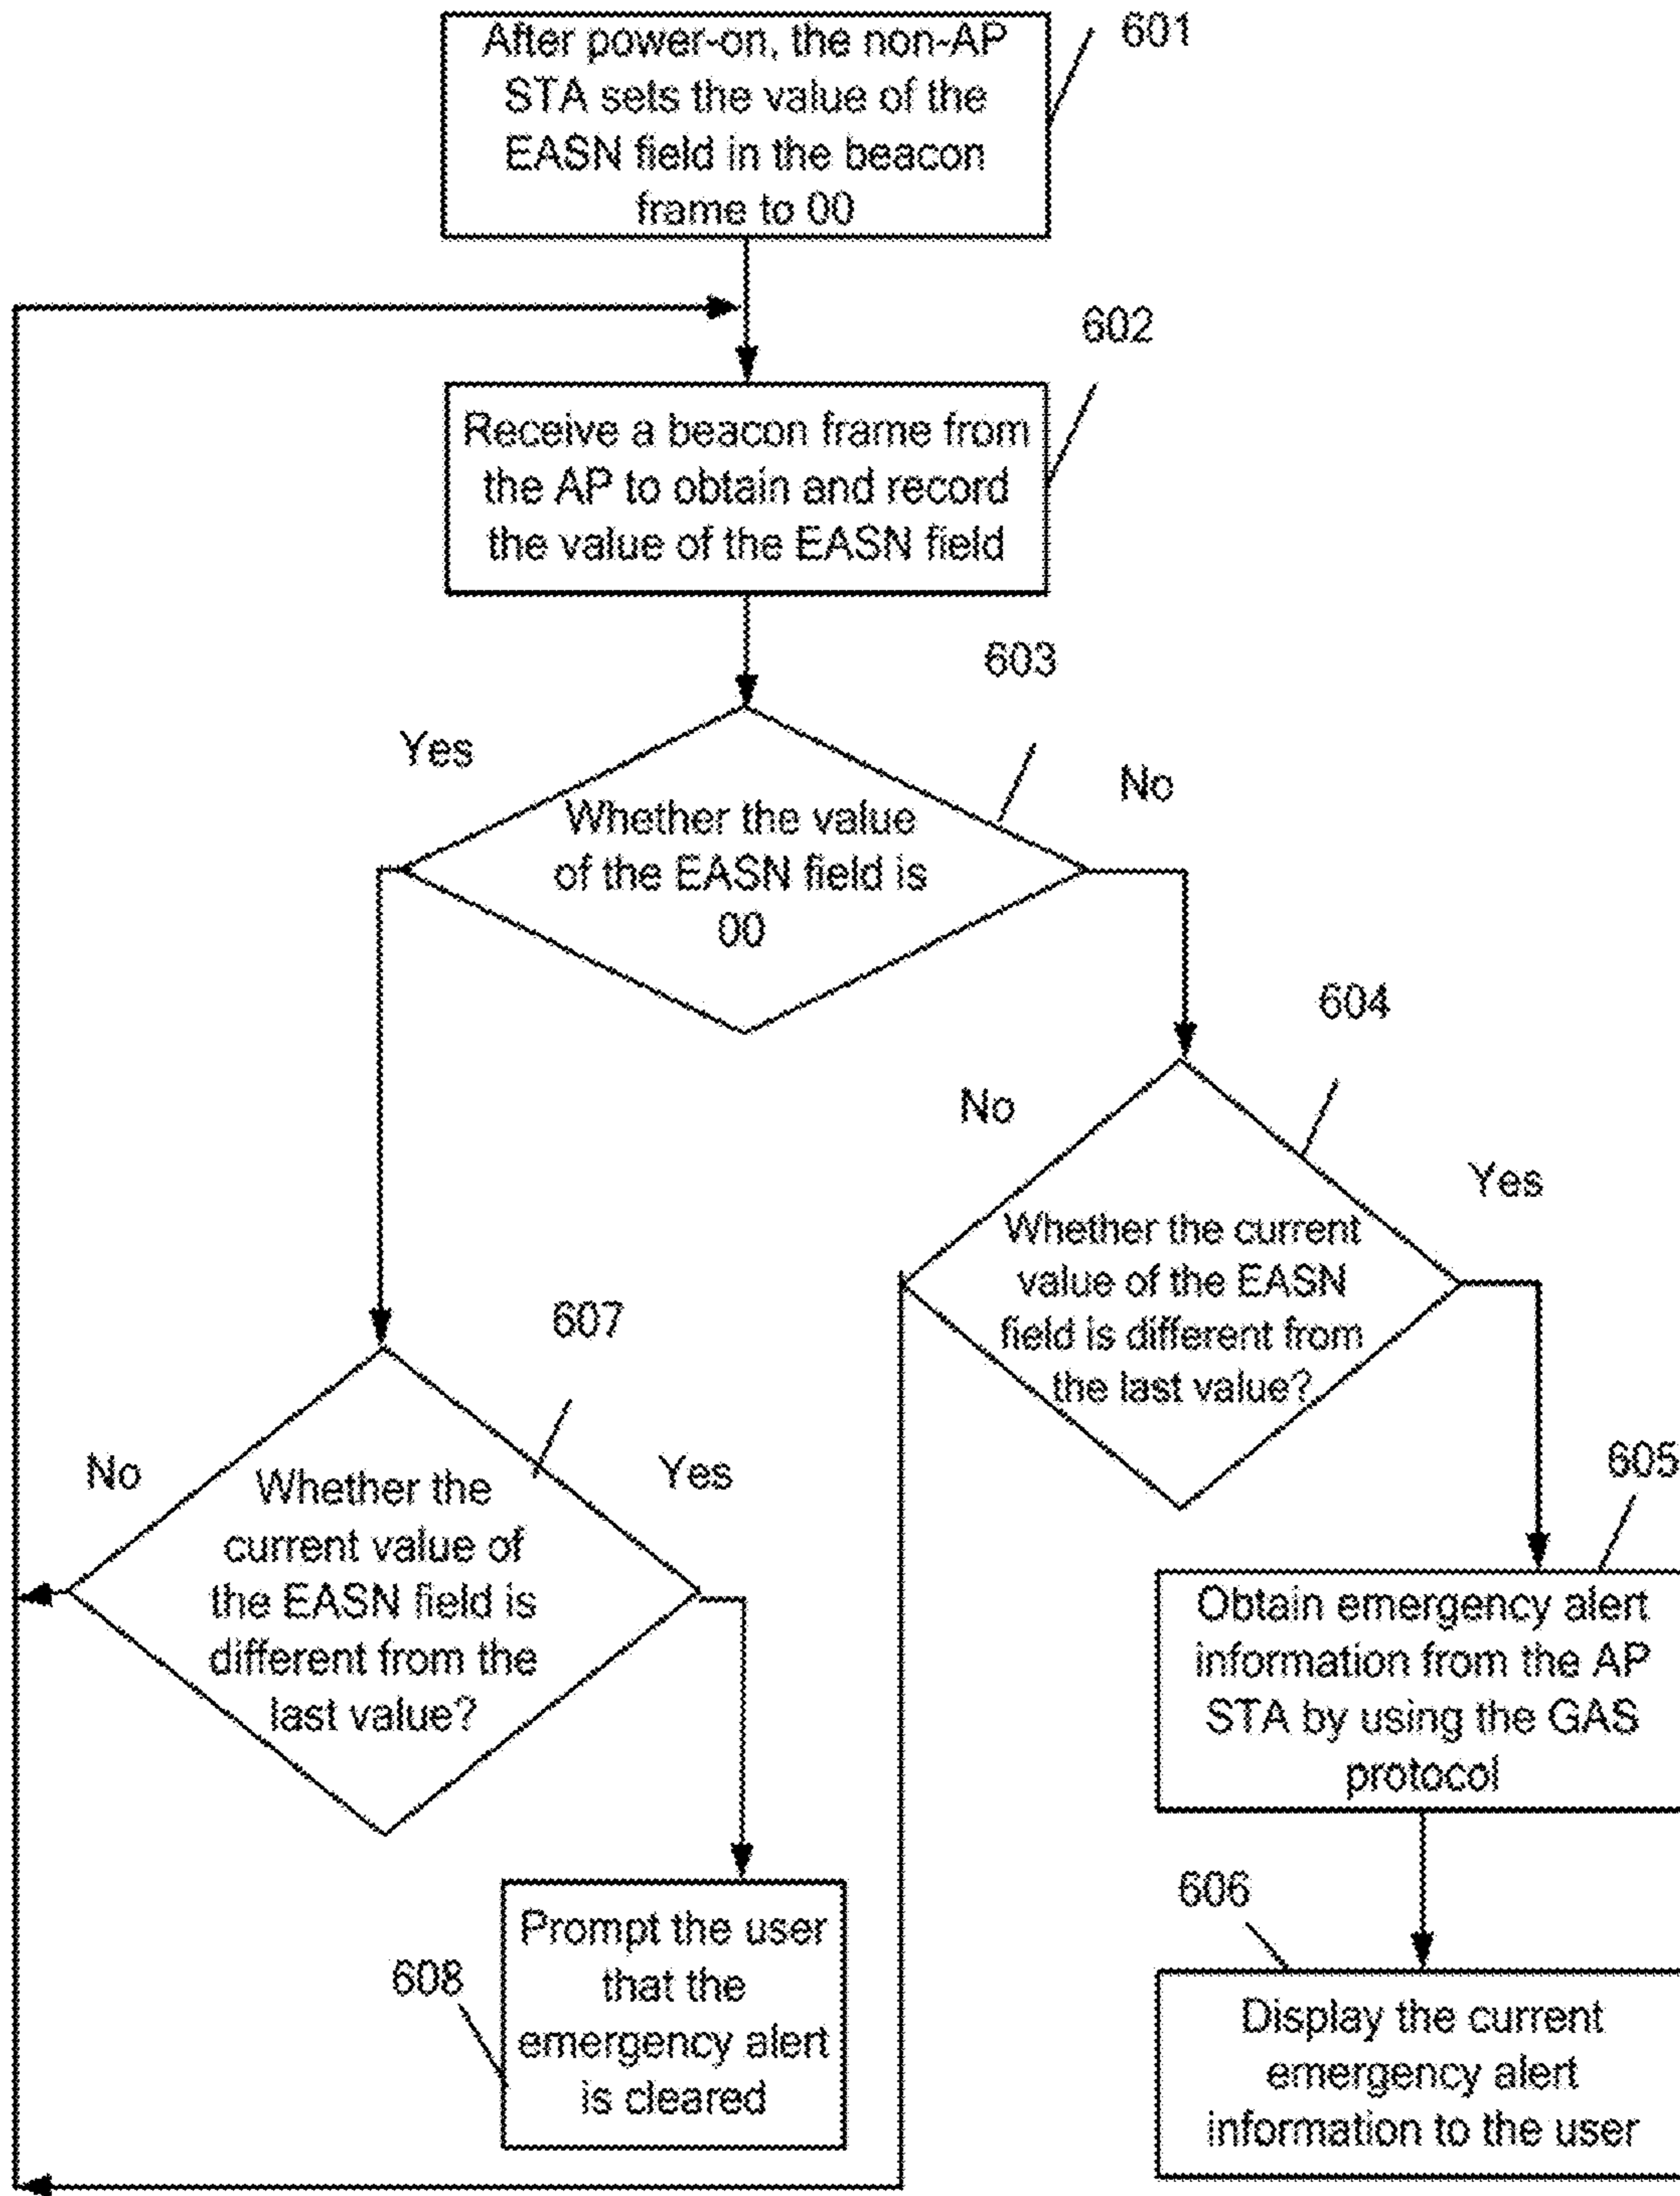 After power-on, the non-AP
STA sets the value of the
EASN field in the beacon
frame to 00
601
602
Receive a beacon frame from
the AP to obtain and record
the value of the EASN field
603
Yes
No
Whether the value
of the EASN field is
00
604
No
Yes
Whether the current
value of the EASN
field is different from
the last value?
607
No
Yes
Whether the
current value of
the EASN field is
different from the
last value?
605
Obtain emergency alert
information from the AP
STA by using the GAS
protocol
606
608
Prompt the user
that the
emergency alert
is cleared
Display the current
emergency alert
information to the user